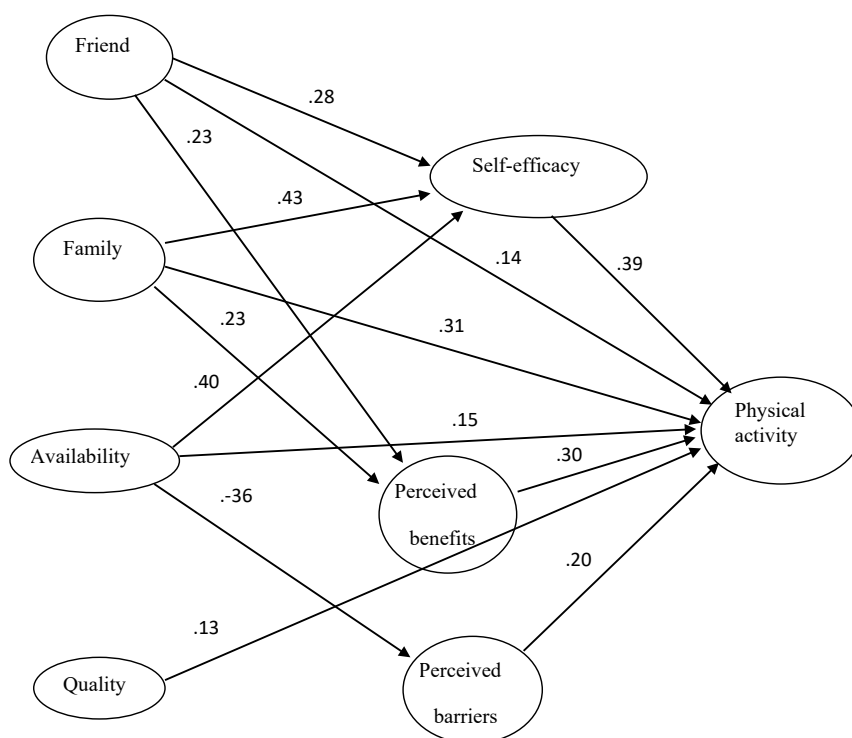 Friend
.28
.23
Self-efficacy
.43
Family
.14
.39
.23
.31
.40
Physical
activity
.15
Availability
.30
Perceived
benefits
.-36
.20
.13
Quality
Perceived
barriers